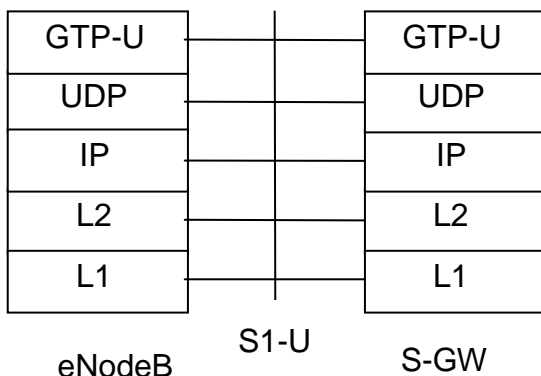 GTP-U GTP-U
UDP UDP
IP IP
L2 L2
L1 L1
S1-U
eNodeB S-GW